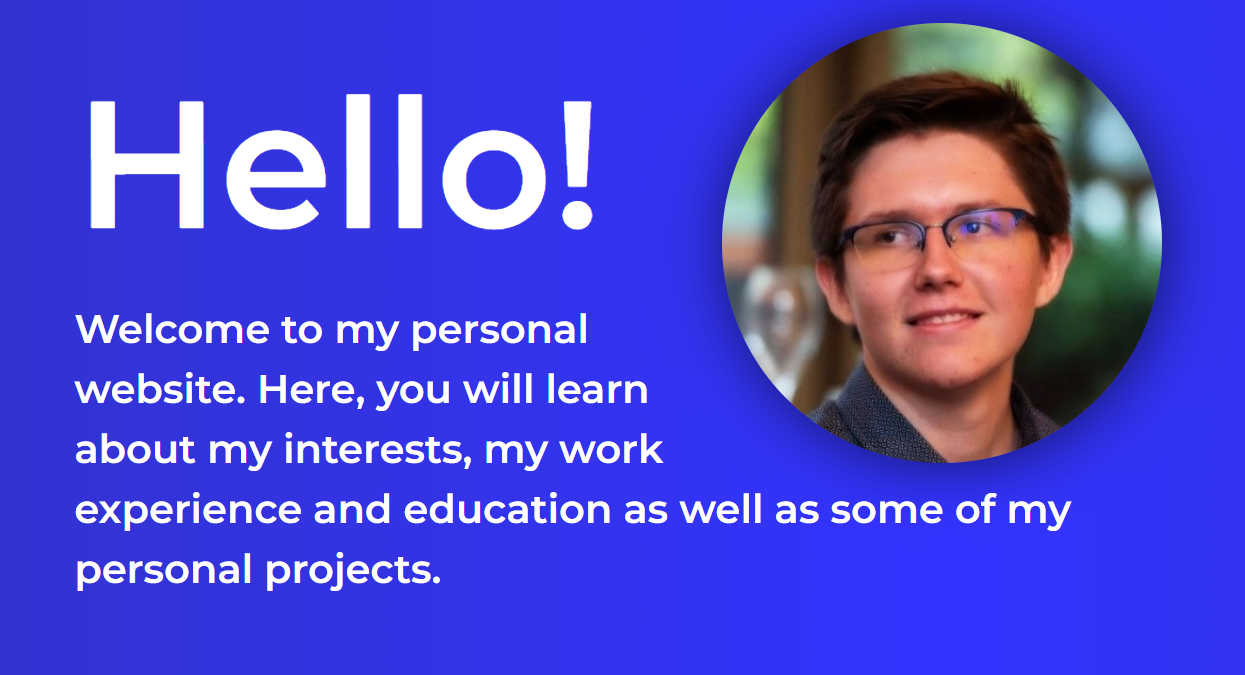 Hello!
Welcome to my personal
website. Here, you will learn
about my interests, my work
experience and education as well as some of my
personal projects.